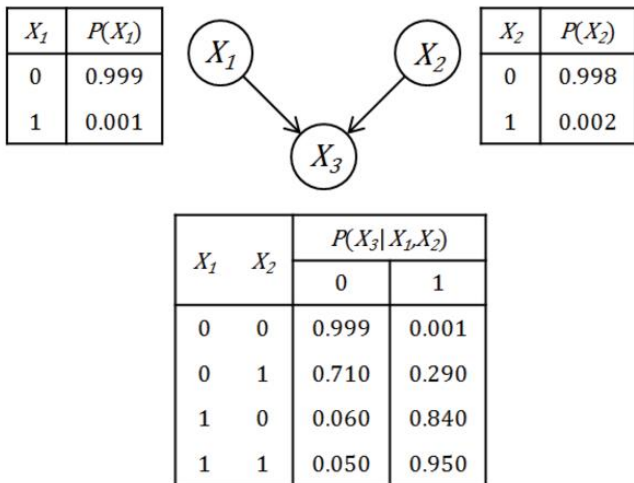 X₁ P(X₁)
0 0.999
1 0.001
X₁
X₂
X₂ P(X₂)
0 0.998
1 0.002
X₃
X₁ X₂ P(X₃|X₁,X₂)
0 1
0 0 0.999 0.001
0 1 0.710 0.290
1 0 0.060 0.840
1 1 0.050 0.950